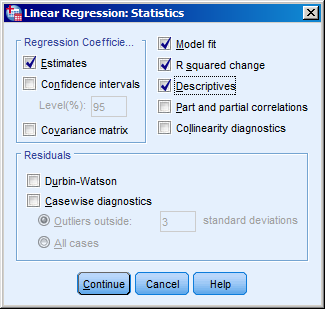 Linear Regression: Statistics
Regression Coefficie...
Estimates
Confidence intervals
Level(%): 95
Covariance matrix
Model fit
R squared change
Descriptives
Part and partial correlations
Collinearity diagnostics
Residuals
Durbin-Watson
Casewise diagnostics
Outliers outside: 3 standard deviations
All cases
Continue Cancel Help